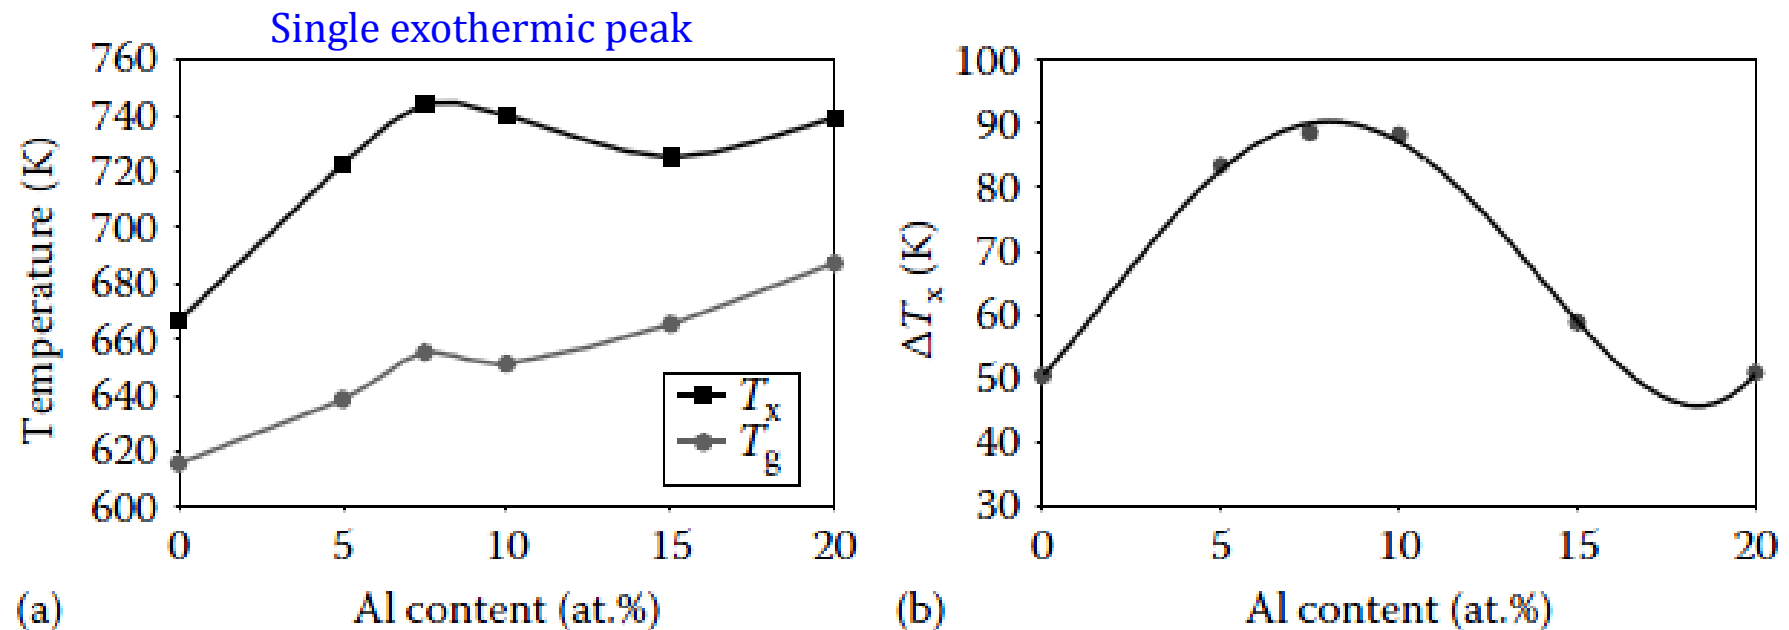 Single exothermic peak
760
740
720
700
680
660
640
620
600
Temperature (K)
Tx
Tg
0 5 10 15 20
(a) Al content (at.%)
100
90
80
70
60
50
40
30
ΔTx (K)
0 5 10 15 20
(b) Al content (at.%)